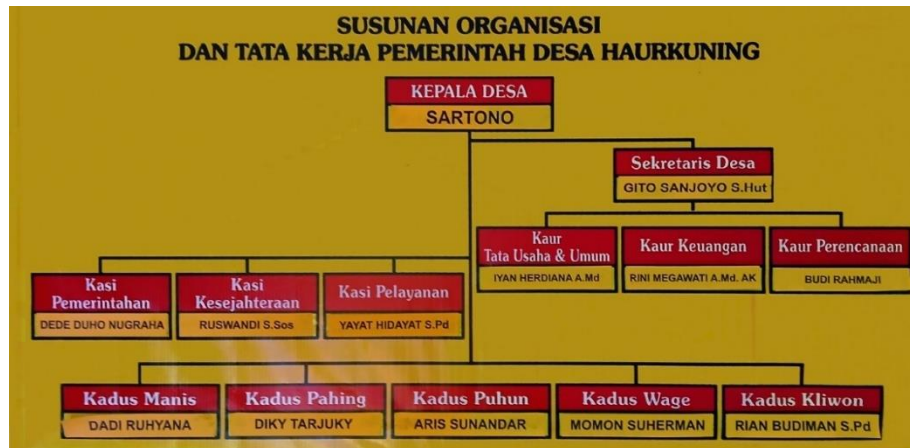 SUSUNAN ORGANISASI
DAN TATA KERJA PEMERINTAH DESA HAURKUNING
KEPALA DESA
SARTONO
Sekretaris Desa
GITO SANJOYO S.Hut
Kaur
Tata Usaha & Umum
IYAN HERDIANA A.Md
Kaur Keuangan
RINI MEGAWATI A.Md. AK
Kaur Perencanaan
BUDI RAHMAJI
Kasi
Pemerintahan
DEDE DUHO NUGRAHA
Kasi
Kesejahteraan
RUSWANDI S.Sos
Kasi Pelayanan
YAYAT HIDAYAT S.Pd
Kadus Manis
DADI RUHYANA
Kadus Pahing
DIKY TARJUKY
Kadus Puhun
ARIS SUNANDAR
Kadus Wage
MOMON SUHERMAN
Kadus Kliwon
RIAN BUDIMAN S.Pd